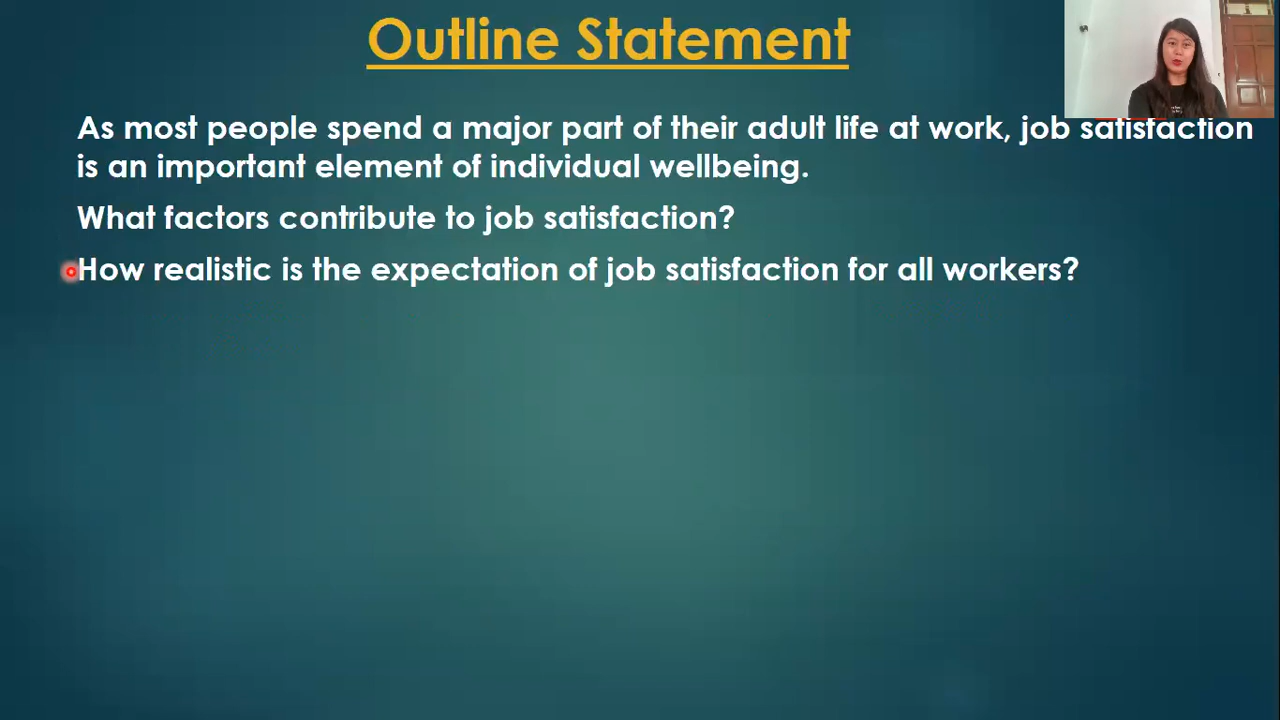 Outline Statement
As most people spend a major part of their adult life at work, job satisfaction
is an important element of individual wellbeing.
What factors contribute to job satisfaction?
How realistic is the expectation of job satisfaction for all workers?